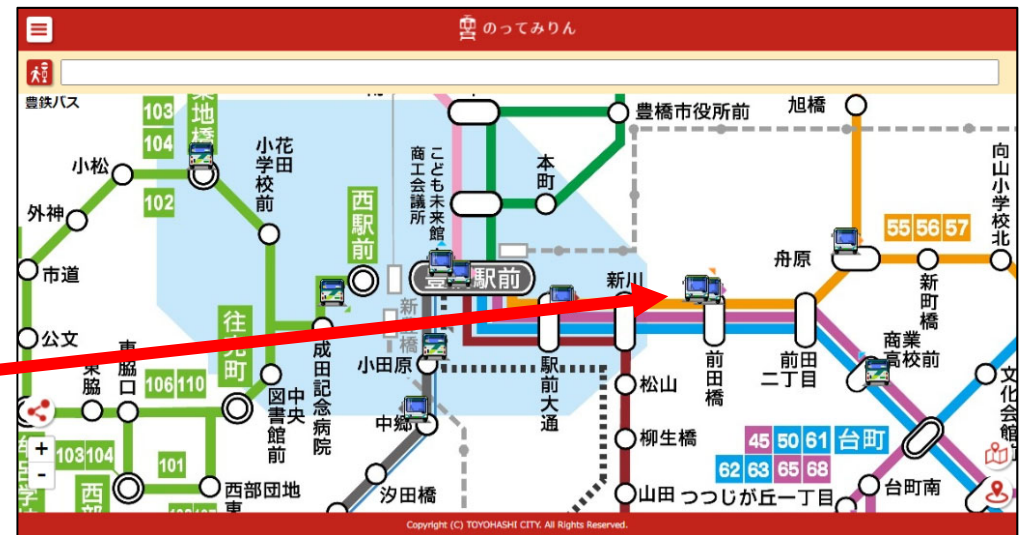 のってみりん
豊鉄バス
103
104
102
小松
外神
市道
公文
東脇口
106 110
往完町
103 104
101
西部団地
花田小学校前
西駅前
成田記念病院
中央図書館前
こども未来館
商工会議所
駅前
小田原
中郷
汐田橋
本町
豊橋市役所前
新川
駅前大通
松山
柳生橋
山田
前田橋
前田二丁目
旭橋
舟原
55 56 57
新町橋
向山小学校北
商業高校前
文化会館
45 50 61 台町
62 63 65 68
つつじが丘一丁目
台町南
+
-
Copyright (C) TOYOHASHI CITY. All Rights Reserved.